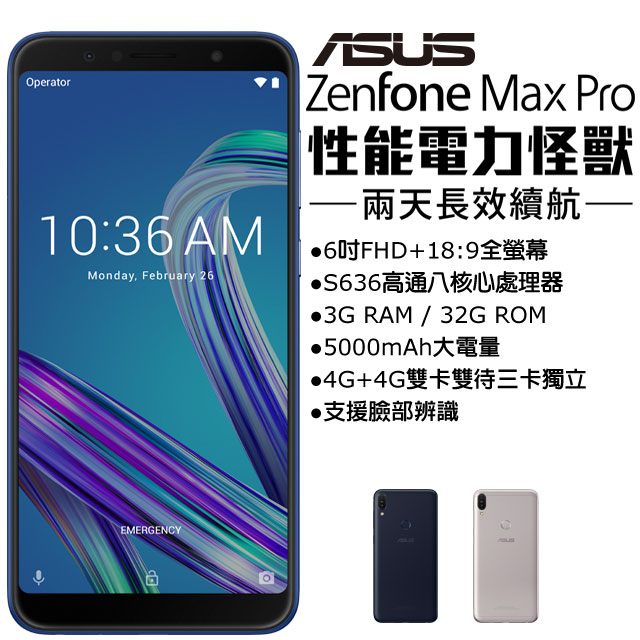 Operator
10:36 AM
Monday, February 26
EMERGENCY
ASUS
Zenfone Max Pro
性能電力怪獸
兩天長效續航
●6吋FHD+18:9全螢幕
●S636高通八核心處理器
●3G RAM / 32G ROM
●5000mAh大電量
●4G+4G雙卡雙待三卡獨立
●支援臉部辨識
ASUS
ASUS